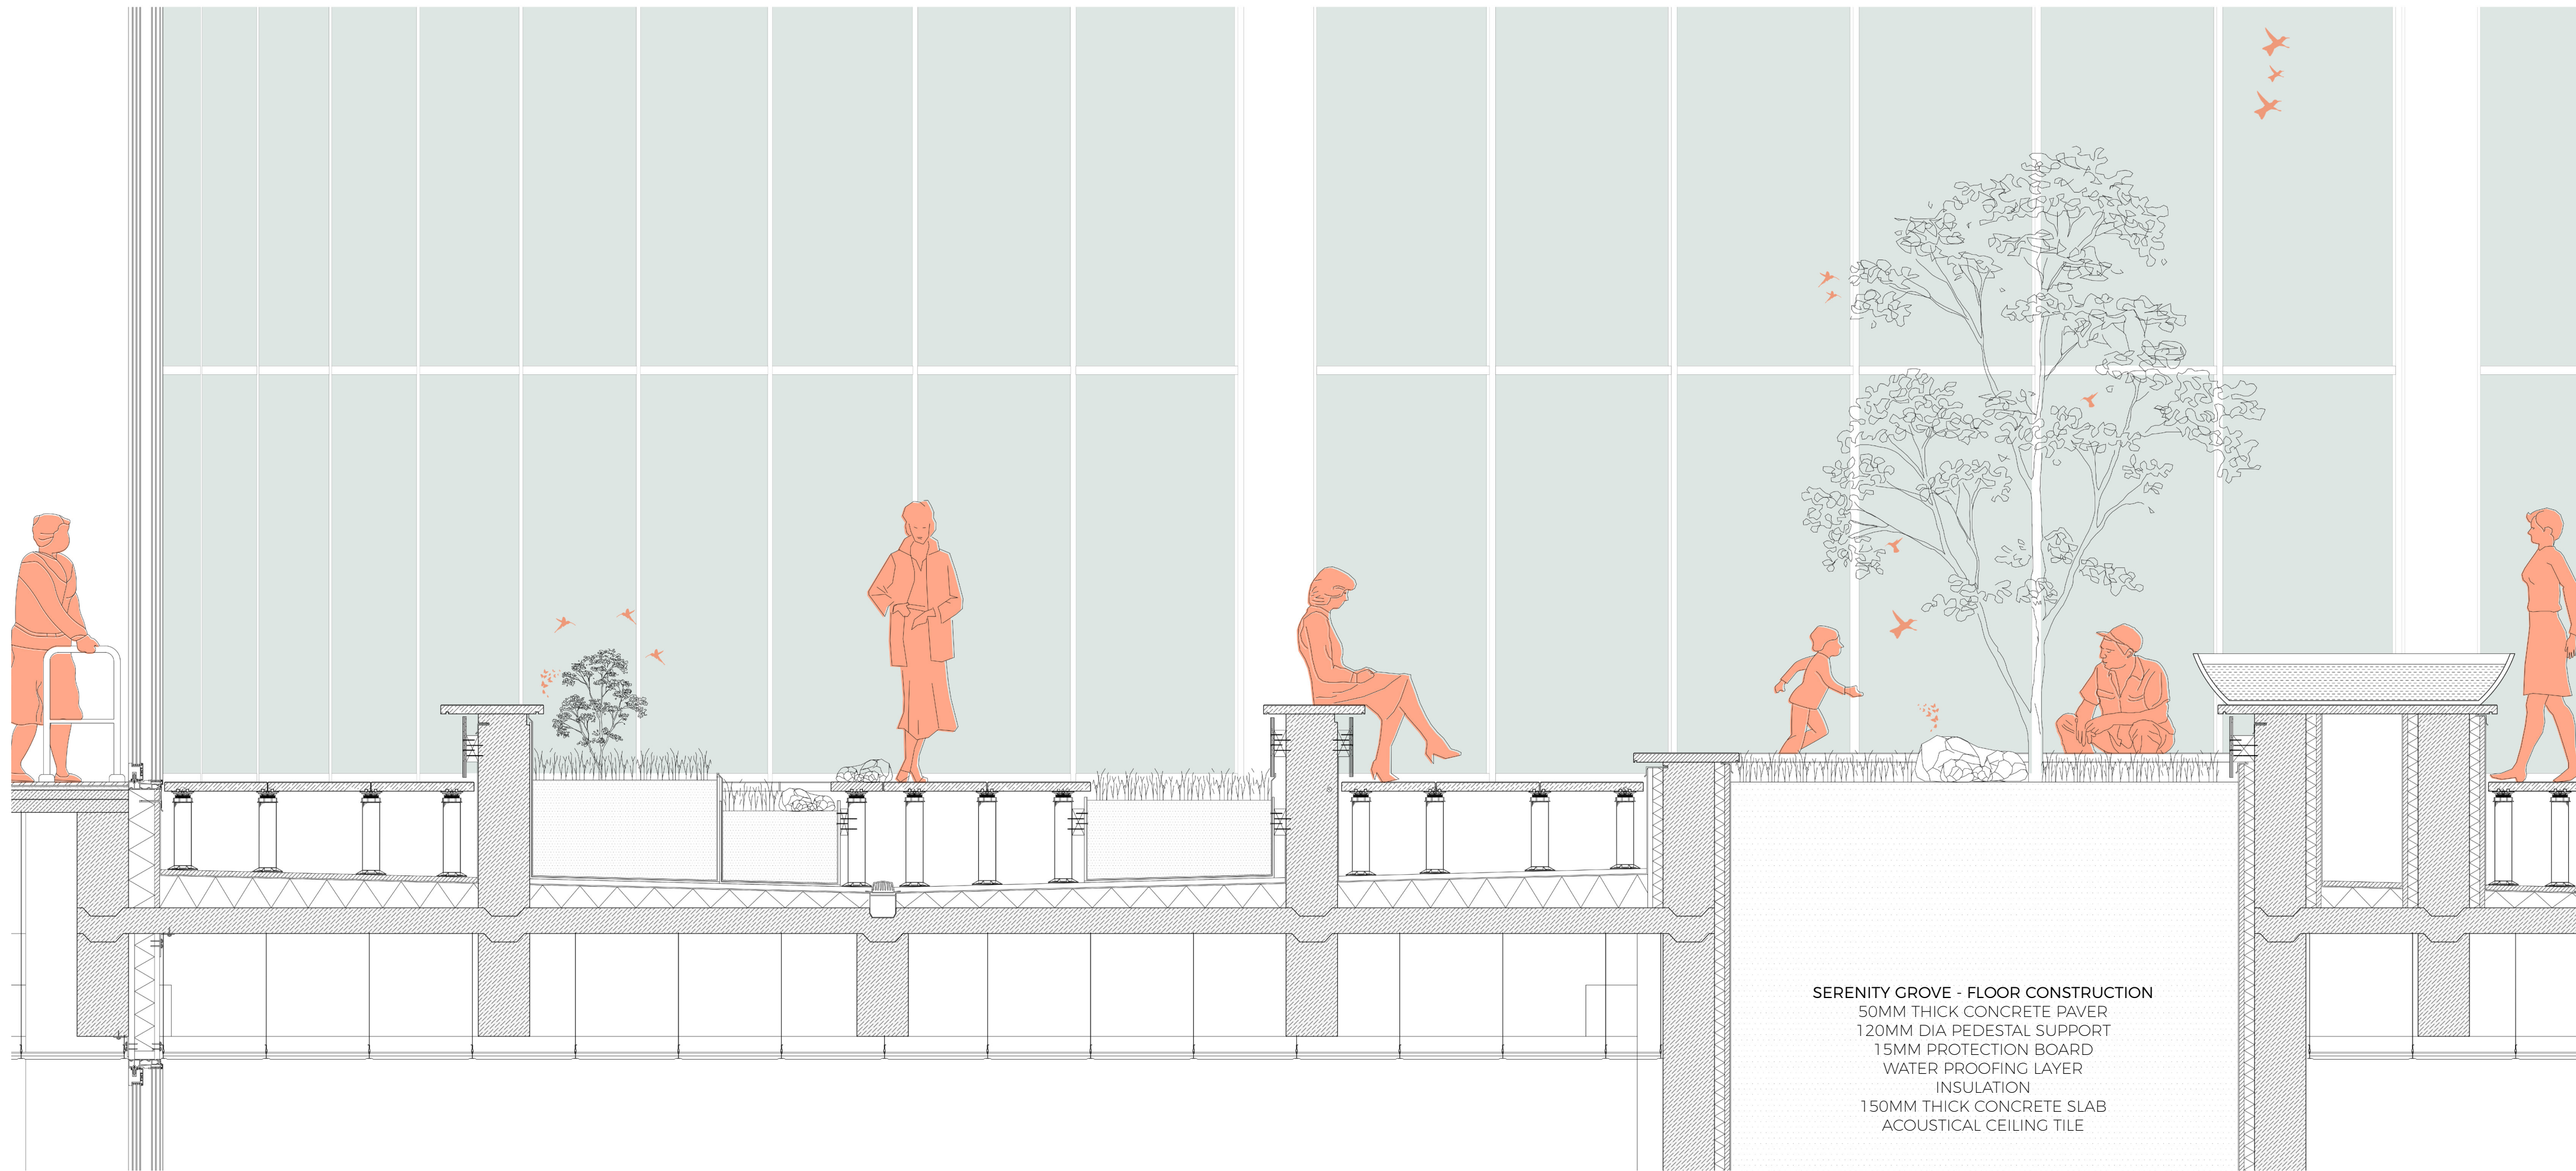 SERENITY GROVE - FLOOR CONSTRUCTION
50MM THICK CONCRETE PAVER
120MM DIA PEDESTAL SUPPORT
15MM PROTECTION BOARD
WATER PROOFING LAYER
INSULATION
150MM THICK CONCRETE SLAB
ACOUSTICAL CEILING TILE